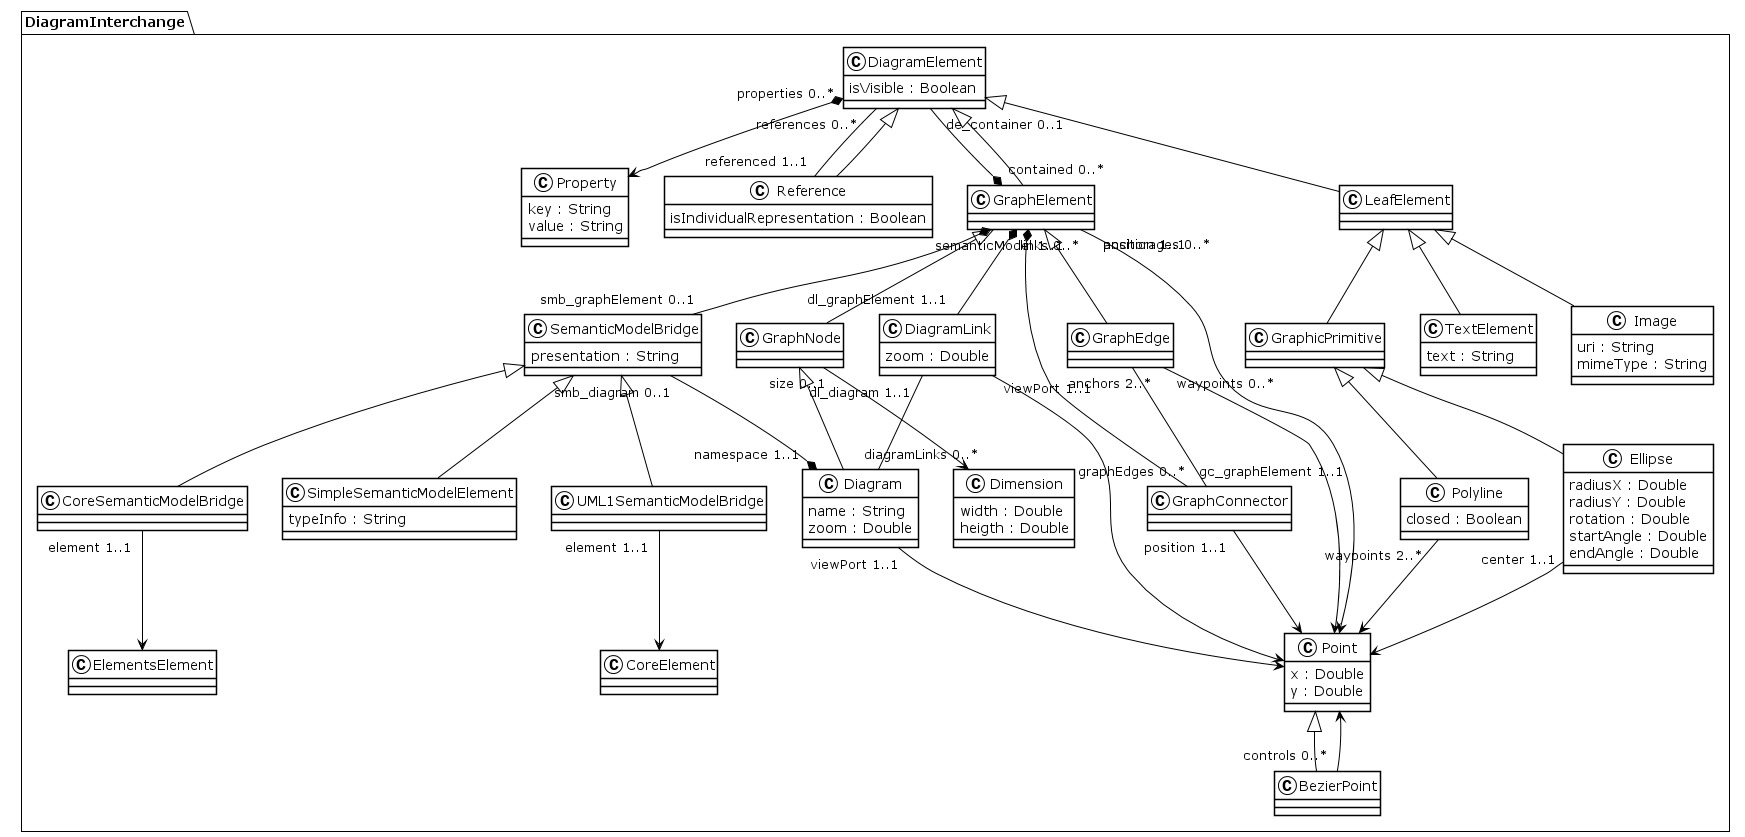 DiagramInterchange
C DiagramElement
isVisible : Boolean
properties 0..*
references 0..*
de_container 0..1
referenced 1..1
contained 0..*
C Property
key : String
value : String
C Reference
isIndividualRepresentation : Boolean
C GraphElement
C LeafElement
semanticModel 1..1
links 0..*
anchorages 0..*
position 1..1
smb_graphElement 0..1
dl_graphElement 1..1
C SemanticModelBridge
presentation : String
C GraphNode
C DiagramLink
zoom : Double
C GraphEdge
C GraphicPrimitive
C TextElement
text : String
C Image
uri : String
mimeType : String
smb_diagram 0..1
size 0..1
dl_diagram 1..1
viewPort 1..1
anchors 2..*
waypoints 0..*
namespace 1..1
diagramLinks 0..*
graphEdges 0..*
gc_graphElement 1..1
C CoreSemanticModelBridge
C SimpleSemanticModelElement
typeInfo : String
C UML1SemanticModelBridge
C Diagram
name : String
zoom : Double
C Dimension
width : Double
heigth : Double
C GraphConnector
C Polyline
closed : Boolean
C Ellipse
radiusX : Double
radiusY : Double
rotation : Double
startAngle : Double
endAngle : Double
element 1..1
element 1..1
viewPort 1..1
position 1..1
waypoints 2..*
center 1..1
C ElementsElement
C CoreElement
C Point
x : Double
y : Double
controls 0..*
C BezierPoint